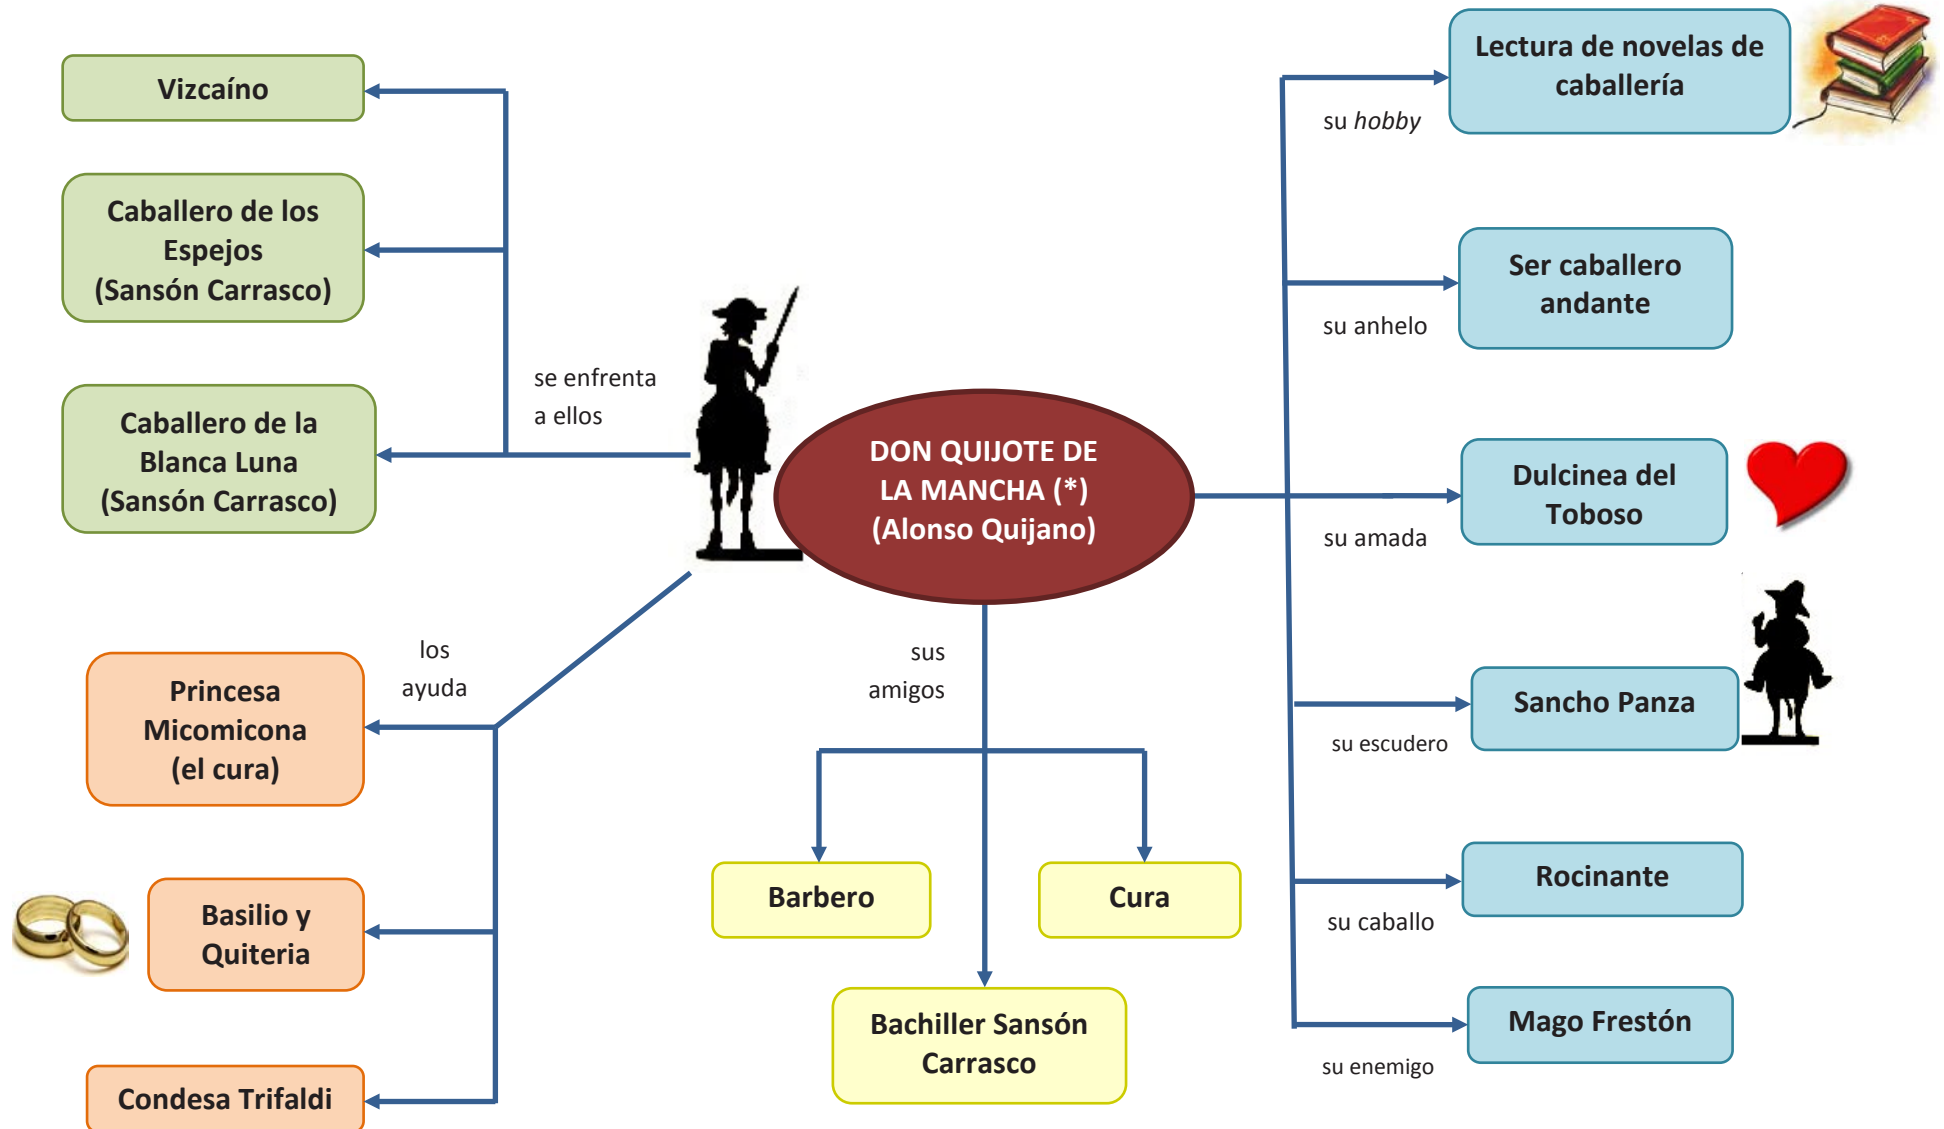 Vizcaíno
Caballero de los
Espejos
(Sansón Carrasco)
Caballero de la
Blanca Luna
(Sansón Carrasco)
se enfrenta
a ellos
Princesa
Micomicona
(el cura)
los
ayuda
Basilio y
Quiteria
Condesa Trifaldi
DON QUIJOTE DE
LA MANCHA (*)
(Alonso Quijano)
sus
amigos
Barbero
Cura
Bachiller Sansón
Carrasco
Lectura de novelas de
caballería
su hobby
Ser caballero
andante
su anhelo
Dulcinea del
Toboso
su amada
Sancho Panza
su escudero
Rocinante
su caballo
Mago Frestón
su enemigo